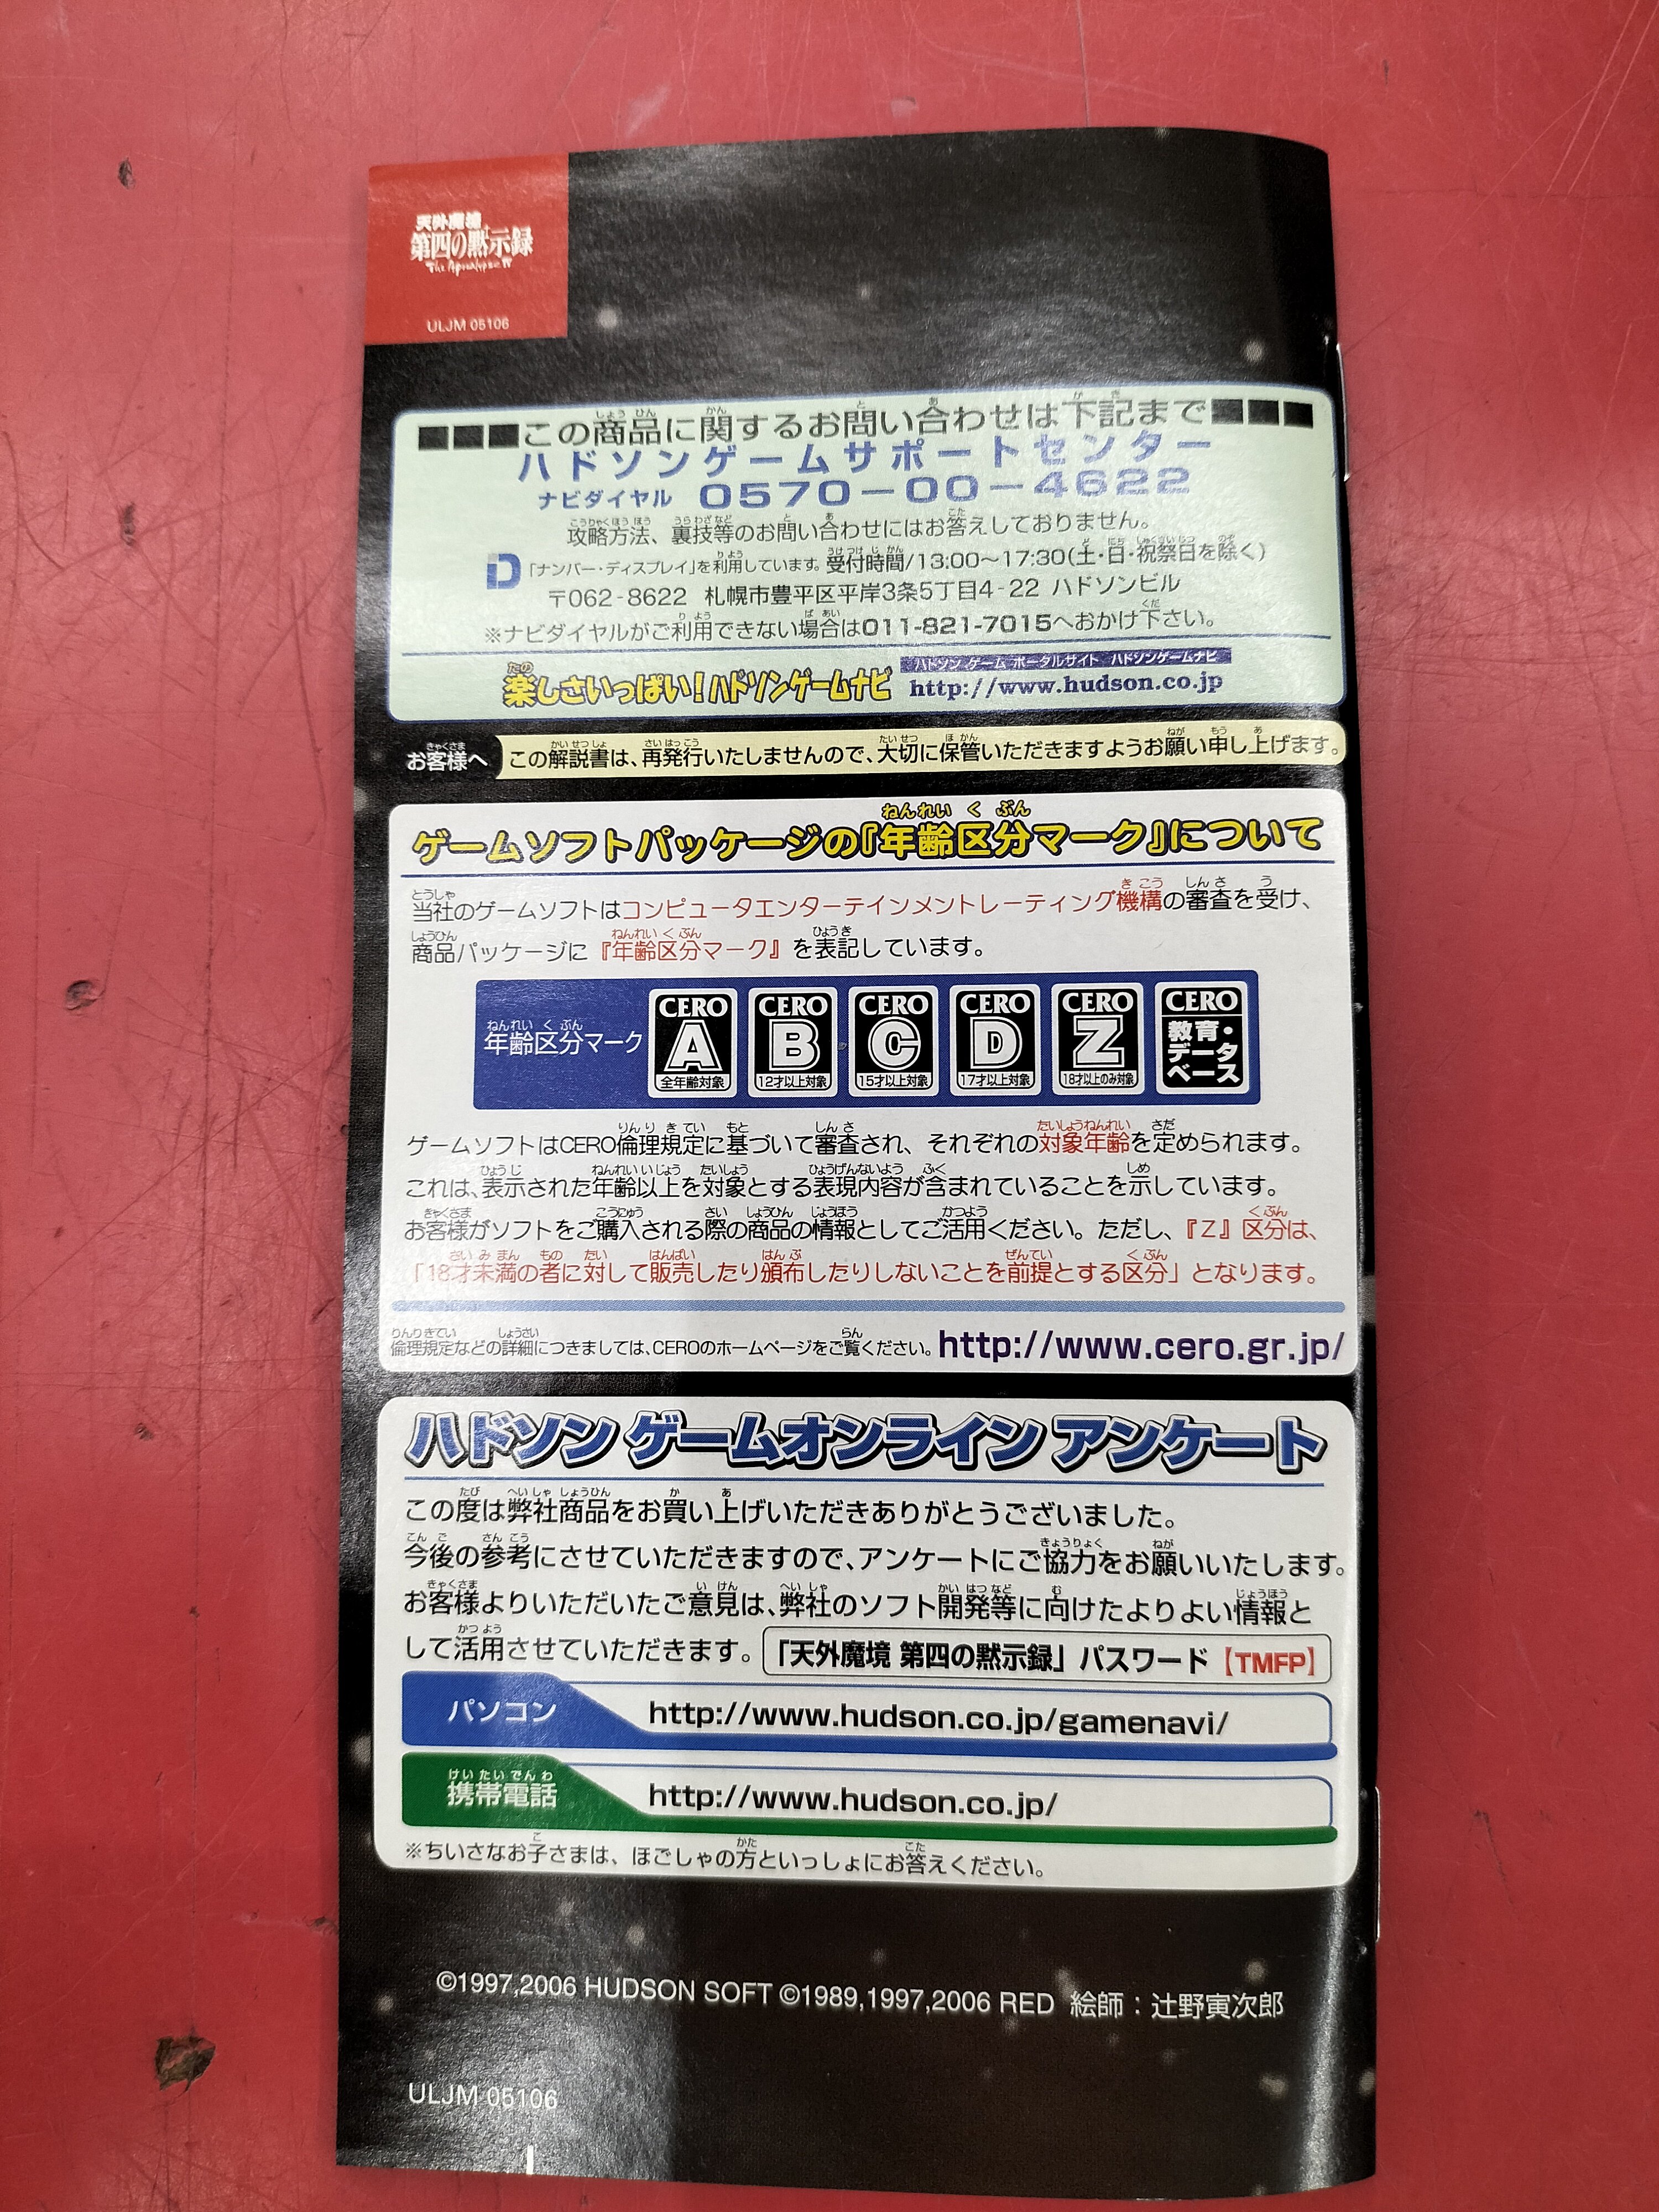 天外魔境
第四の黙示録
The Apocalypse IV
ULJM 05106
■■■この商品に関するお問い合わせは下記まで■■■
ハドソンゲームサポートセンター
ナビダイヤル 0570-00-4622
攻略方法、裏技等のお問い合わせにはお答えしておりません。
「ナンバー・ディスプレイ」を利用しています。受付時間/13:00~17:30(土・日・祝祭日を除く)
〒062-8622 札幌市豊平区平岸3条5丁目4-22 ハドソンビル
※ナビダイヤルがご利用できない場合は011-821-7015へおかけ下さい。
楽しさいっぱい!ハドソンゲームナビ
ハドソン ゲーム ポータルサイト ハドソンゲームナビ
http://www.hudson.co.jp
お客様へ この解説書は、再発行いたしませんので、大切に保管いただきますようお願い申し上げます。
ゲームソフトパッケージの『年齢区分マーク』について
当社のゲームソフトはコンピュータエンターテインメントレーティング機構の審査を受け、
商品パッケージに『年齢区分マーク』を表記しています。
年齢区分マーク
CERO A 全年齢対象
CERO B 12才以上対象
CERO C 15才以上対象
CERO D 17才以上対象
CERO Z 18才以上のみ対象
CERO 教育・データベース
ゲームソフトはCERO倫理規定に基づいて審査され、それぞれの対象年齢を定められます。
これは、表示された年齢以上を対象とする表現内容が含まれていることを示しています。
お客様がソフトをご購入される際の商品の情報としてご活用ください。ただし、『Z』区分は、
「18才未満の者に対して販売したり頒布したりしないことを前提とする区分」となります。
倫理規定などの詳細につきましては、CEROのホームページをご覧ください。http://www.cero.gr.jp/
ハドソン ゲームオンライン アンケート
この度は弊社商品をお買い上げいただきありがとうございました。
今後の参考にさせていただきますので、アンケートにご協力をお願いいたします。
お客様よりいただいたご意見は、弊社のソフト開発等に向けたよりよい情報と
して活用させていただきます。「天外魔境 第四の黙示録」パスワード【TMFP】
パソコン http://www.hudson.co.jp/gamenavi/
携帯電話 http://www.hudson.co.jp/
※ちいさなお子さまは、ほごしゃの方といっしょにお答えください。
©1997,2006 HUDSON SOFT ©1989,1997,2006 RED 絵師:辻野寅次郎
ULJM 05106